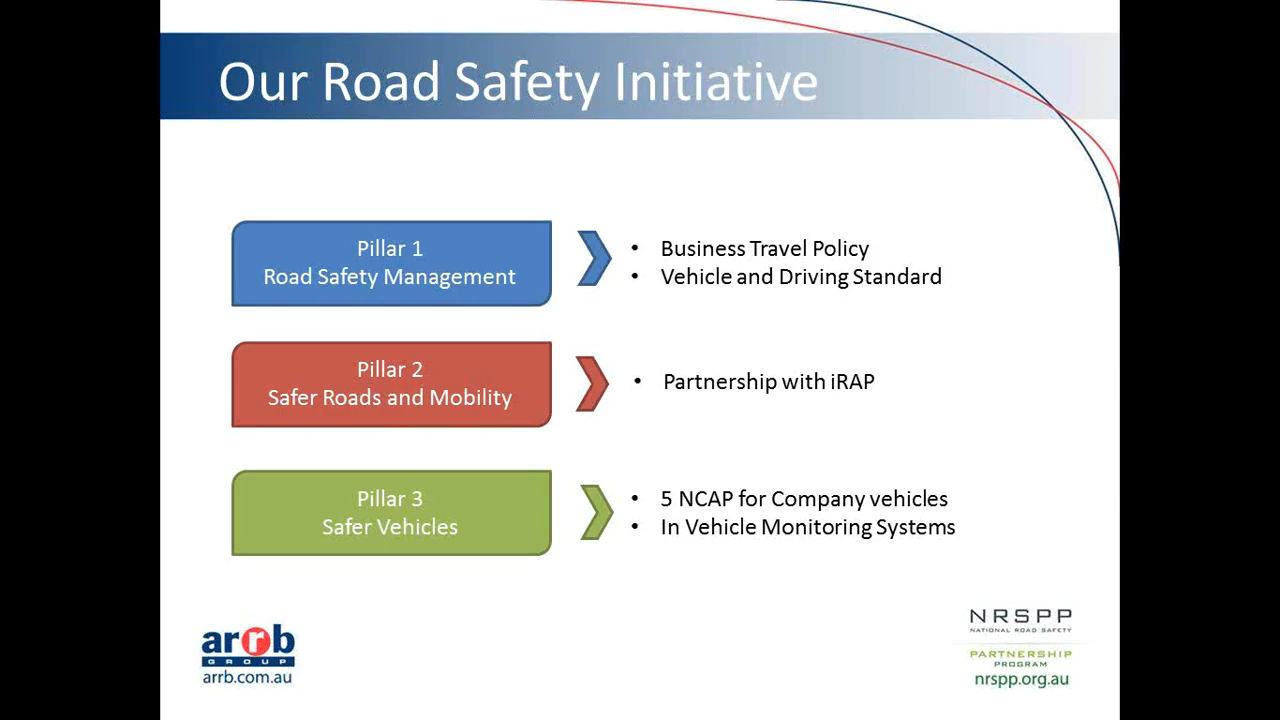 Our Road Safety Initiative
Pillar 1
Road Safety Management
• Business Travel Policy
• Vehicle and Driving Standard
Pillar 2
Safer Roads and Mobility
• Partnership with iRAP
Pillar 3
Safer Vehicles
• 5 NCAP for Company vehicles
• In Vehicle Monitoring Systems
arrb
GROUP
arrb.com.au
NRSPP
NATIONAL ROAD SAFETY
PARTNERSHIP
PROGRAM
nrspp.org.au